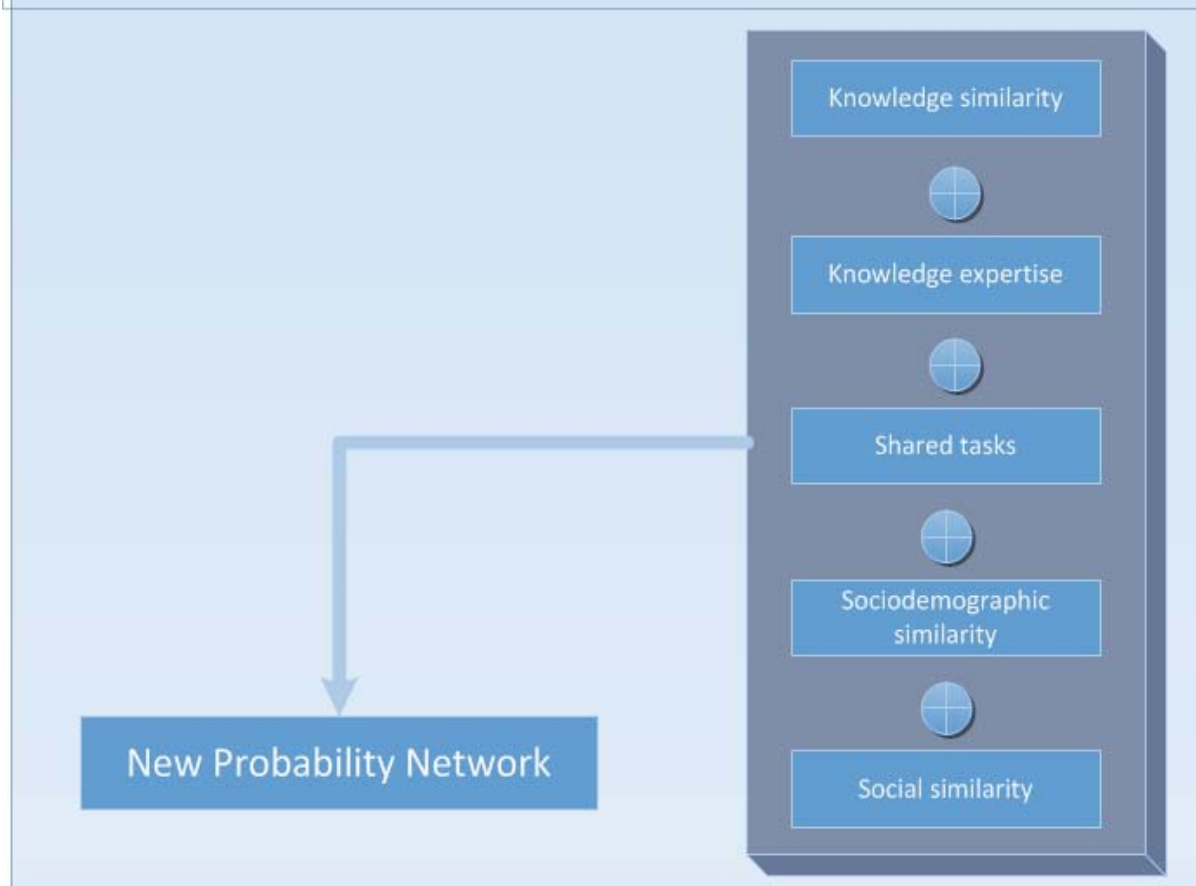 Knowledge similarity
Knowledge expertise
Shared tasks
Sociodemographic
similarity
Social similarity
New Probability Network